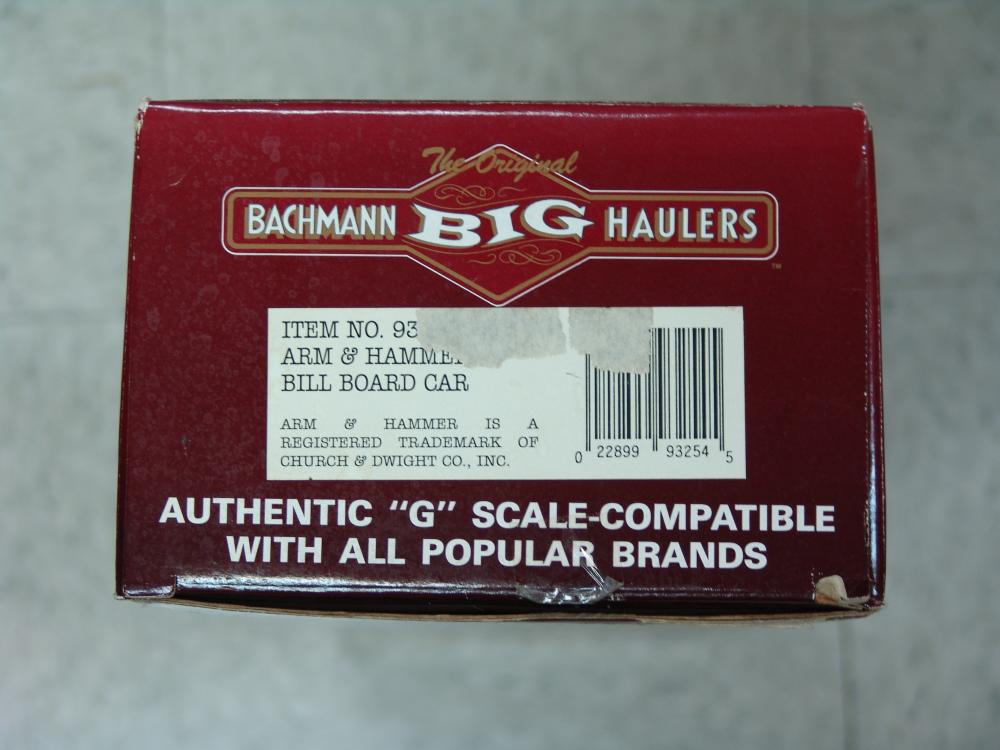 The Original
BACHMANN BIG HAULERS
™
ITEM NO. 93
ARM & HAMMER
BILL BOARD CAR
ARM & HAMMER IS A
REGISTERED TRADEMARK OF
CHURCH & DWIGHT CO., INC.
0 22899 93254 5
AUTHENTIC "G" SCALE-COMPATIBLE
WITH ALL POPULAR BRANDS